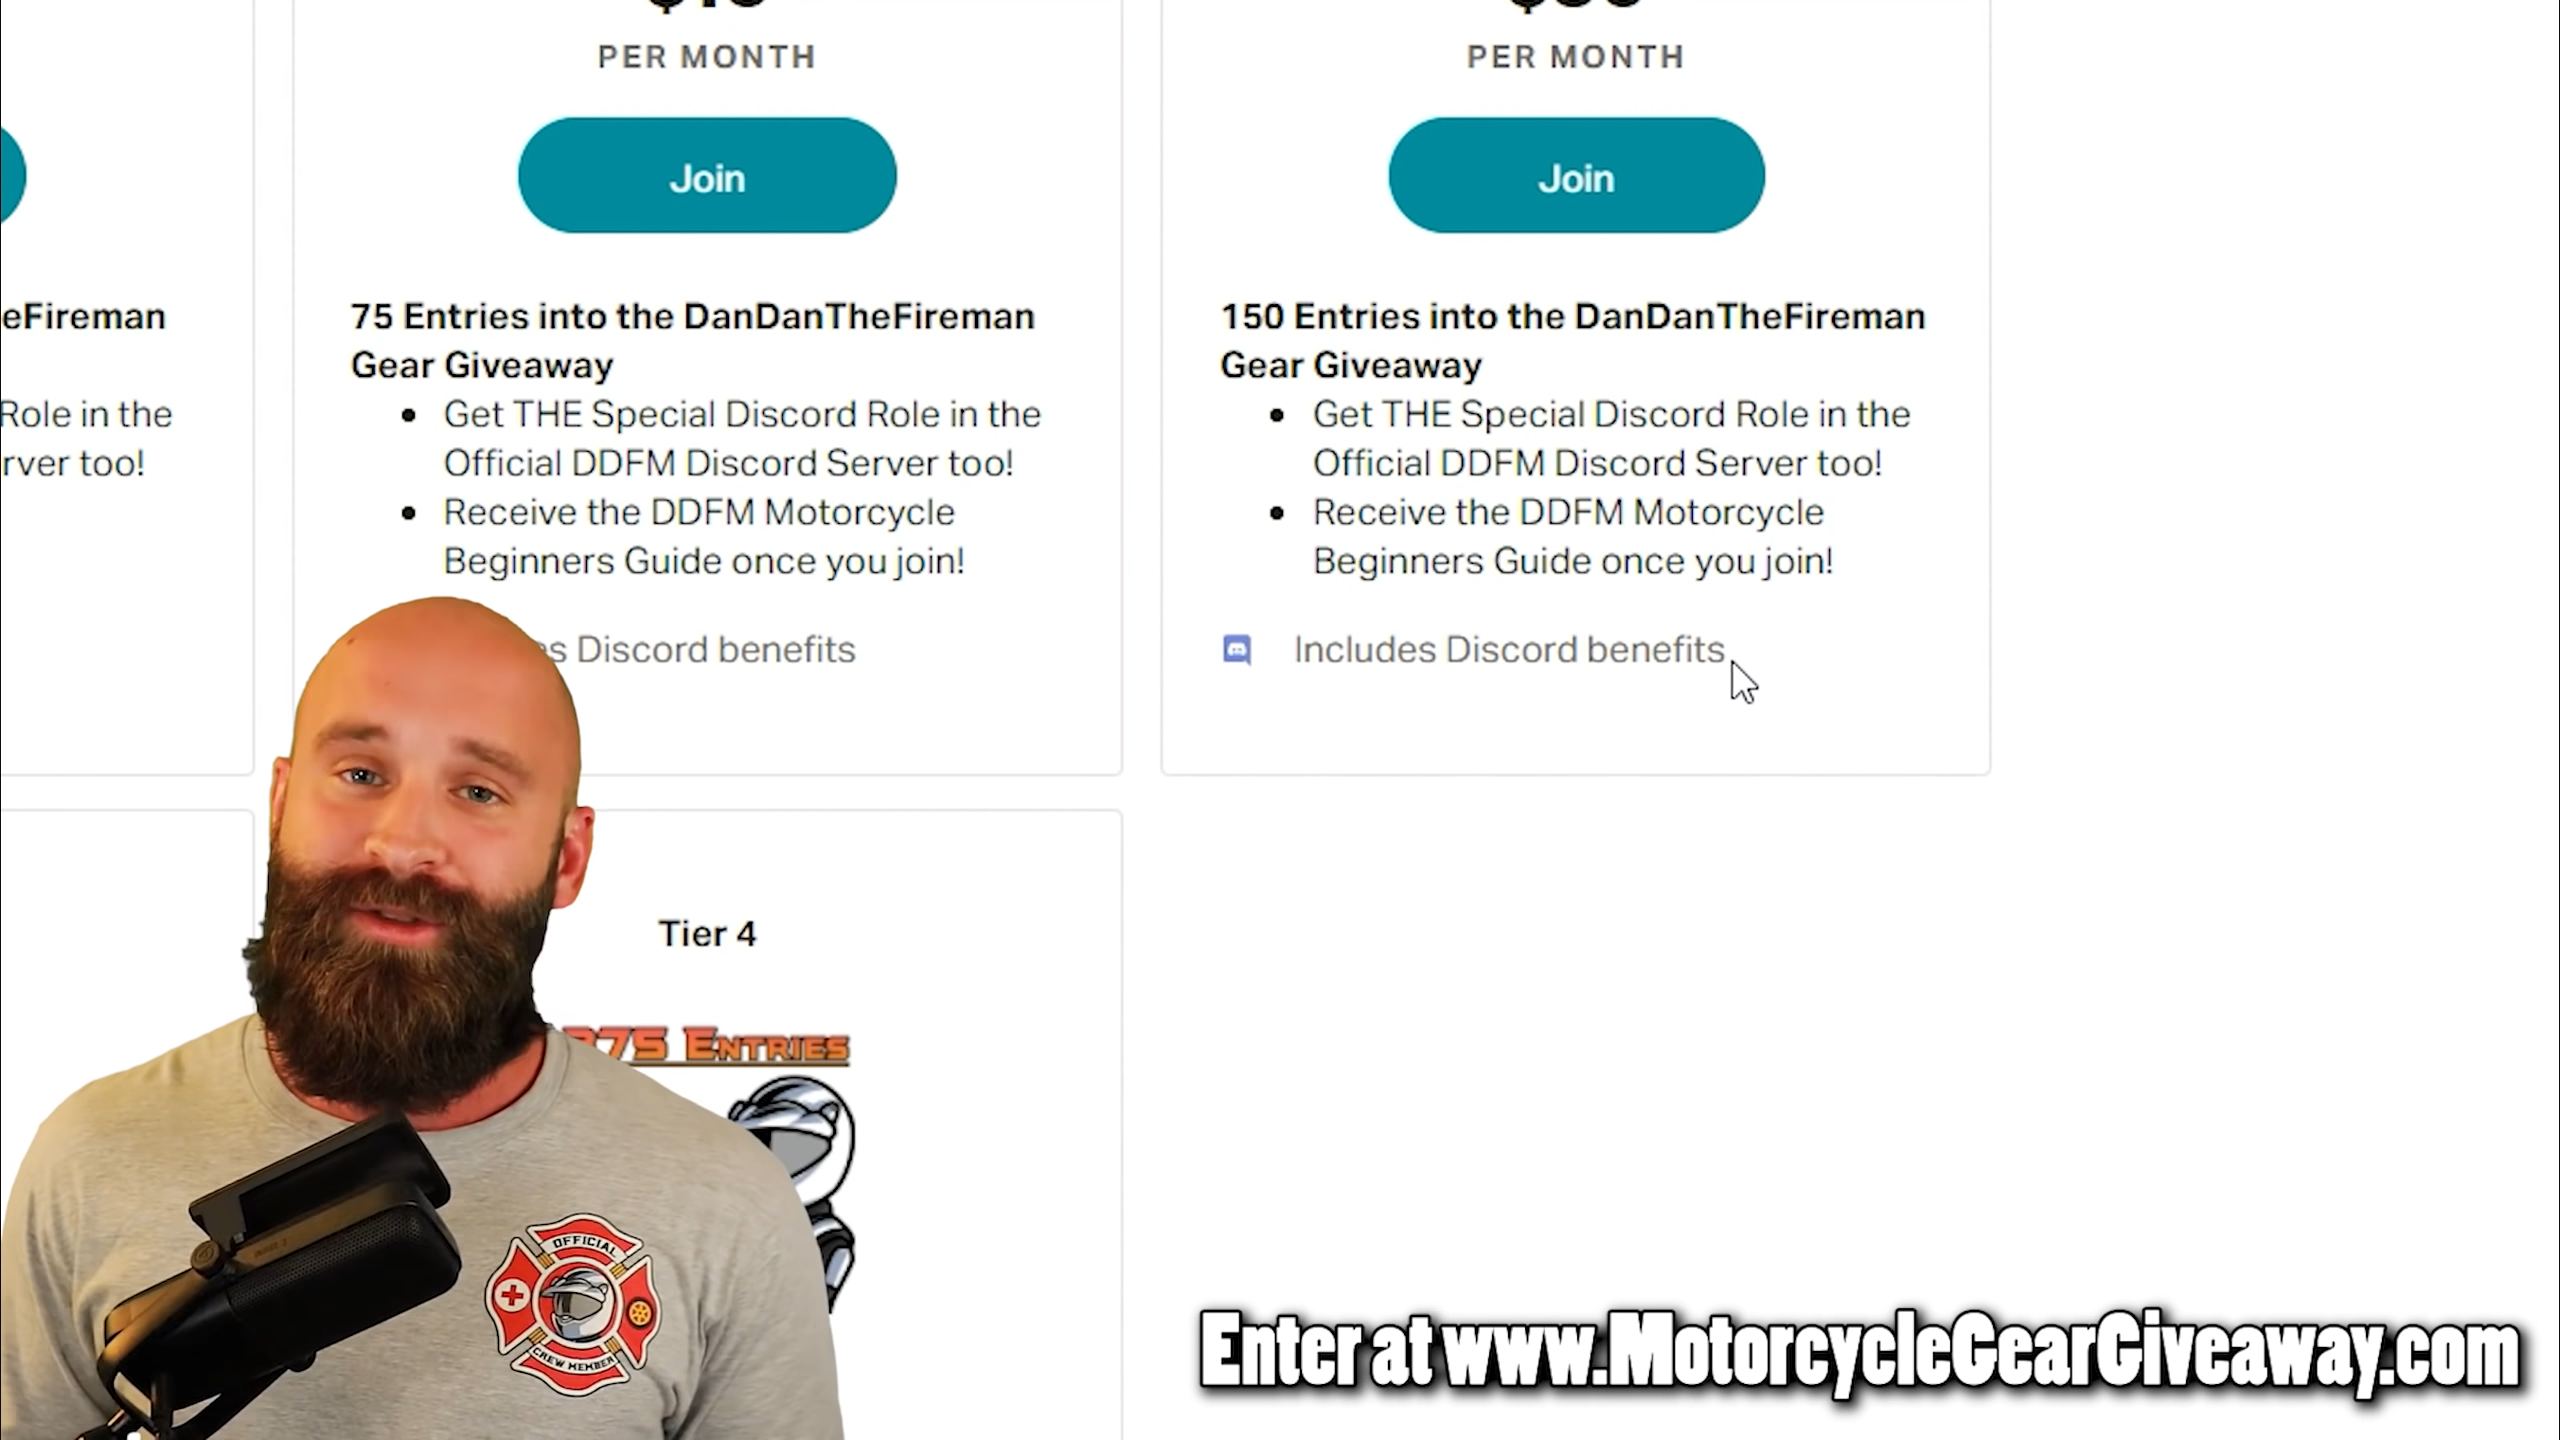 PER MONTH
Join
eFireman
Role in the
rver too!
75 Entries into the DanDanTheFireman
Gear Giveaway
Get THE Special Discord Role in the
Official DDFM Discord Server too!
Receive the DDFM Motorcycle
Beginners Guide once you join!
s Discord benefits
PER MONTH
Join
150 Entries into the DanDanTheFireman
Gear Giveaway
Get THE Special Discord Role in the
Official DDFM Discord Server too!
Receive the DDFM Motorcycle
Beginners Guide once you join!
Includes Discord benefits
Tier 4
75 ENTRIES
OFFICIAL
CREW MEMBER
Enter at www.MotorcycleGearGiveaway.com